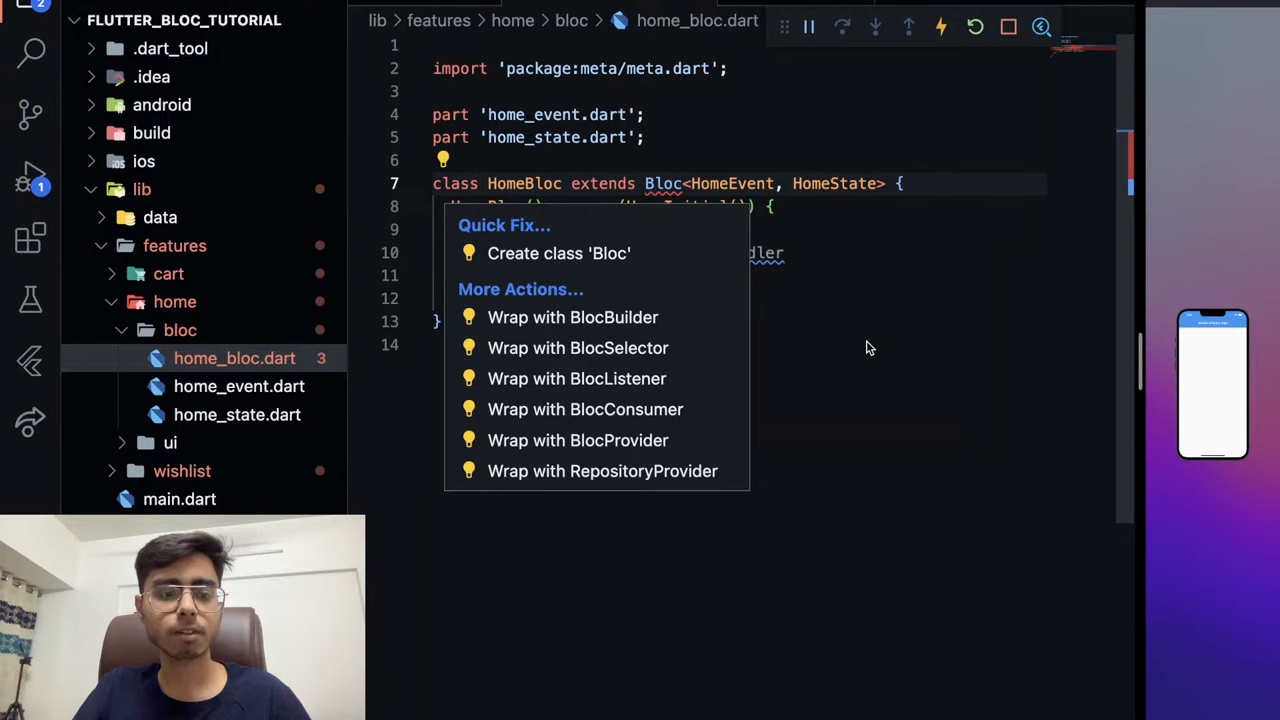 2
FLUTTER_BLOC_TUTORIAL
lib > features > home > bloc > home_bloc.dart
.dart_tool
.idea
android
build
ios
lib
data
features
cart
home
bloc
home_bloc.dart 3
home_event.dart
home_state.dart
ui
wishlist
main.dart
1
1
2 import 'package:meta/meta.dart';
3
4 part 'home_event.dart';
5 part 'home_state.dart';
6
7 class HomeBloc extends Bloc<HomeEvent, HomeState> {
8 ) {
9
10 dler
11
12
13 }
14
Quick Fix...
Create class 'Bloc'
More Actions...
Wrap with BlocBuilder
Wrap with BlocSelector
Wrap with BlocListener
Wrap with BlocConsumer
Wrap with BlocProvider
Wrap with RepositoryProvider